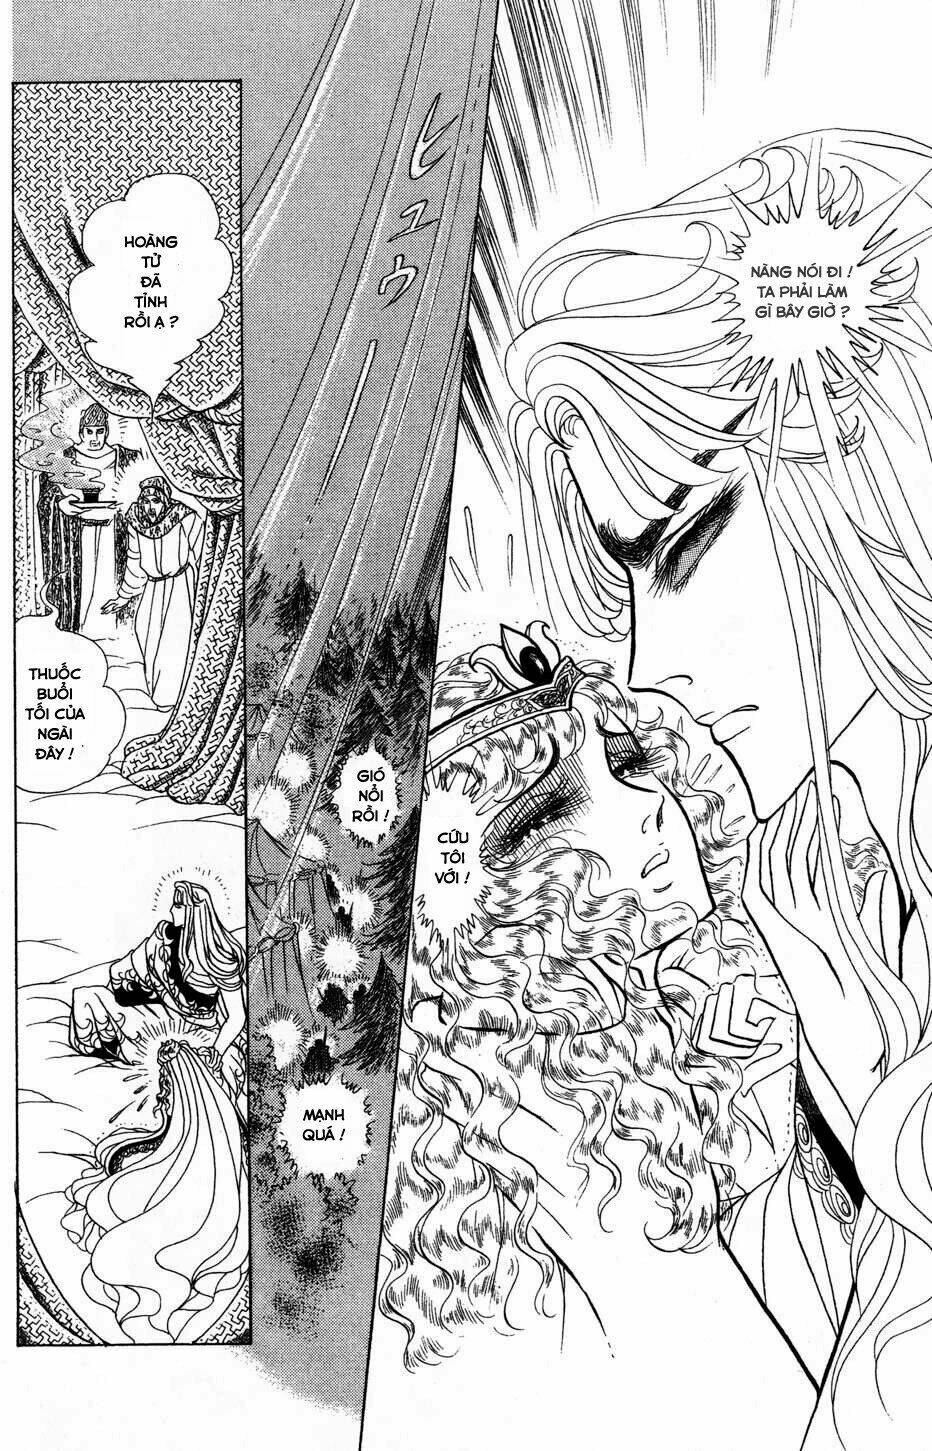 NÀNG NÓI ĐI !
TA PHẢI LÀM
GÌ BÂY GIỜ ?
ヒュウー
GIÓ
NỔI
RỒI !
CỨU
TÔI
VỚI !
MẠNH
QUÁ !
HOÀNG
TỬ
ĐÃ
TỈNH
RỒI Ạ ?
THUỐC
BUỔI
TỐI CỦA
NGÀI
ĐÂY !